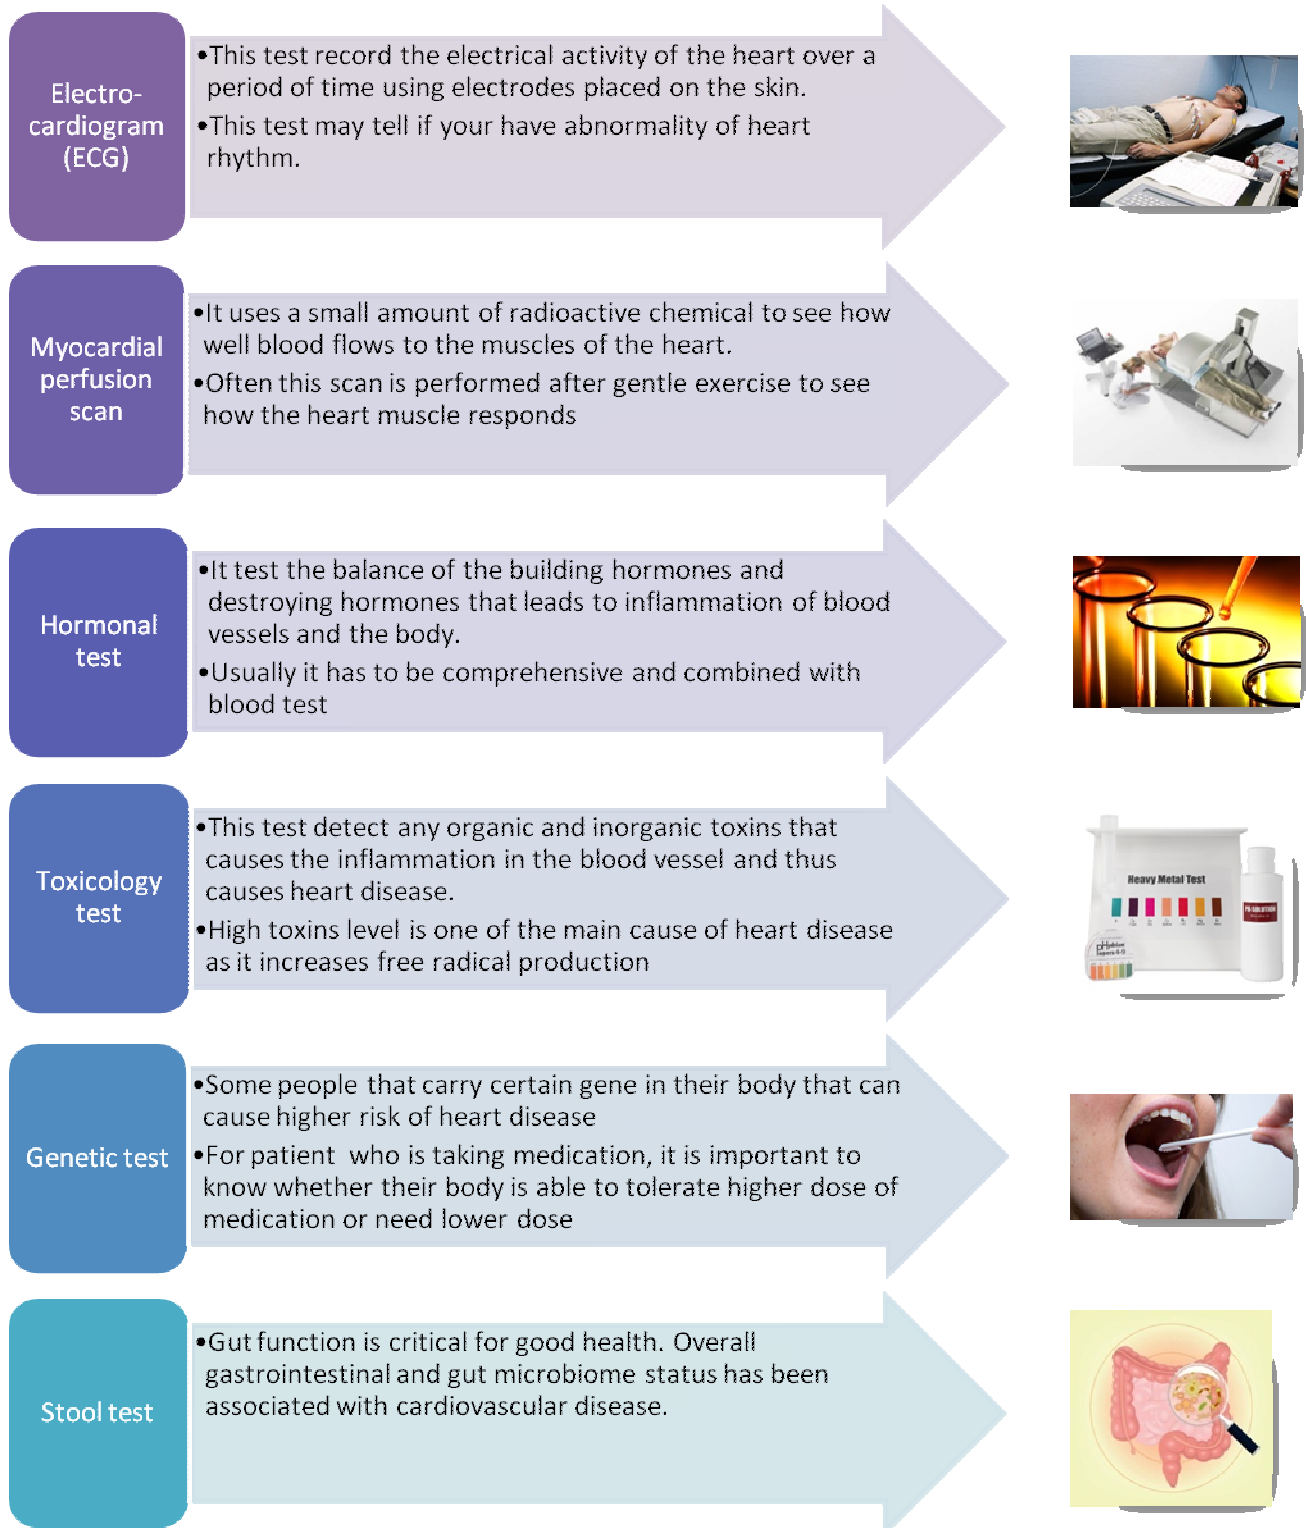 Electro-
cardiogram
(ECG)
•This test record the electrical activity of the heart over a
period of time using electrodes placed on the skin.
•This test may tell if your have abnormality of heart
rhythm.
Myocardial
perfusion
scan
•It uses a small amount of radioactive chemical to see how
well blood flows to the muscles of the heart.
•Often this scan is performed after gentle exercise to see
how the heart muscle responds
Hormonal
test
•It test the balance of the building hormones and
destroying hormones that leads to inflammation of blood
vessels and the body.
•Usually it has to be comprehensive and combined with
blood test
Toxicology
test
•This test detect any organic and inorganic toxins that
causes the inflammation in the blood vessel and thus
causes heart disease.
•High toxins level is one of the main cause of heart disease
as it increases free radical production
Heavy Metal Test
Genetic test
•Some people that carry certain gene in their body that can
cause higher risk of heart disease
•For patient  who is taking medication, it is important to
know whether their body is able to tolerate higher dose of
medication or need lower dose
Stool test
•Gut function is critical for good health. Overall
gastrointestinal and gut microbiome status has been
associated with cardiovascular disease.